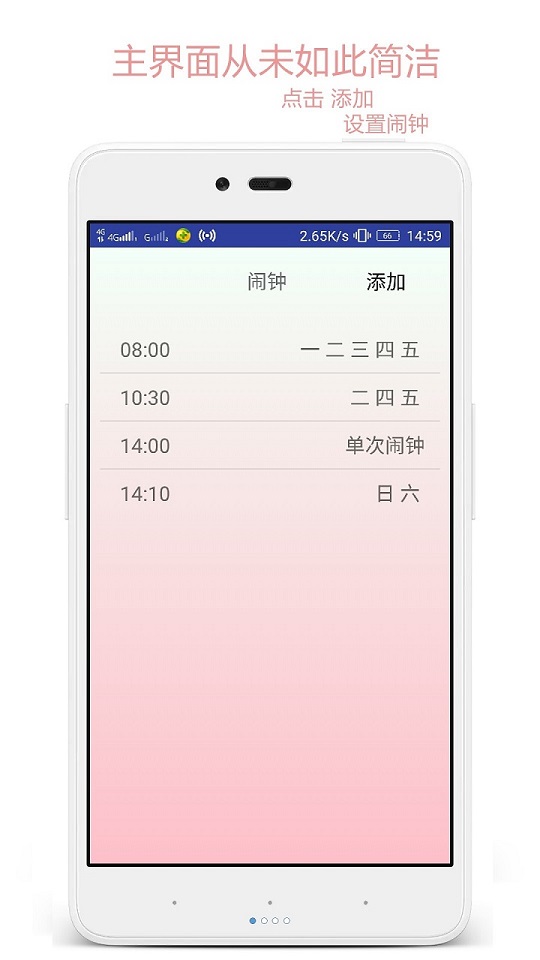 主界面从未如此简洁
点击 添加
设置闹钟
4G 4G G 2.65K/s 66 14:59
闹钟 添加
08:00 一 二 三 四 五
10:30 二 四 五
14:00 单次闹钟
14:10 日 六